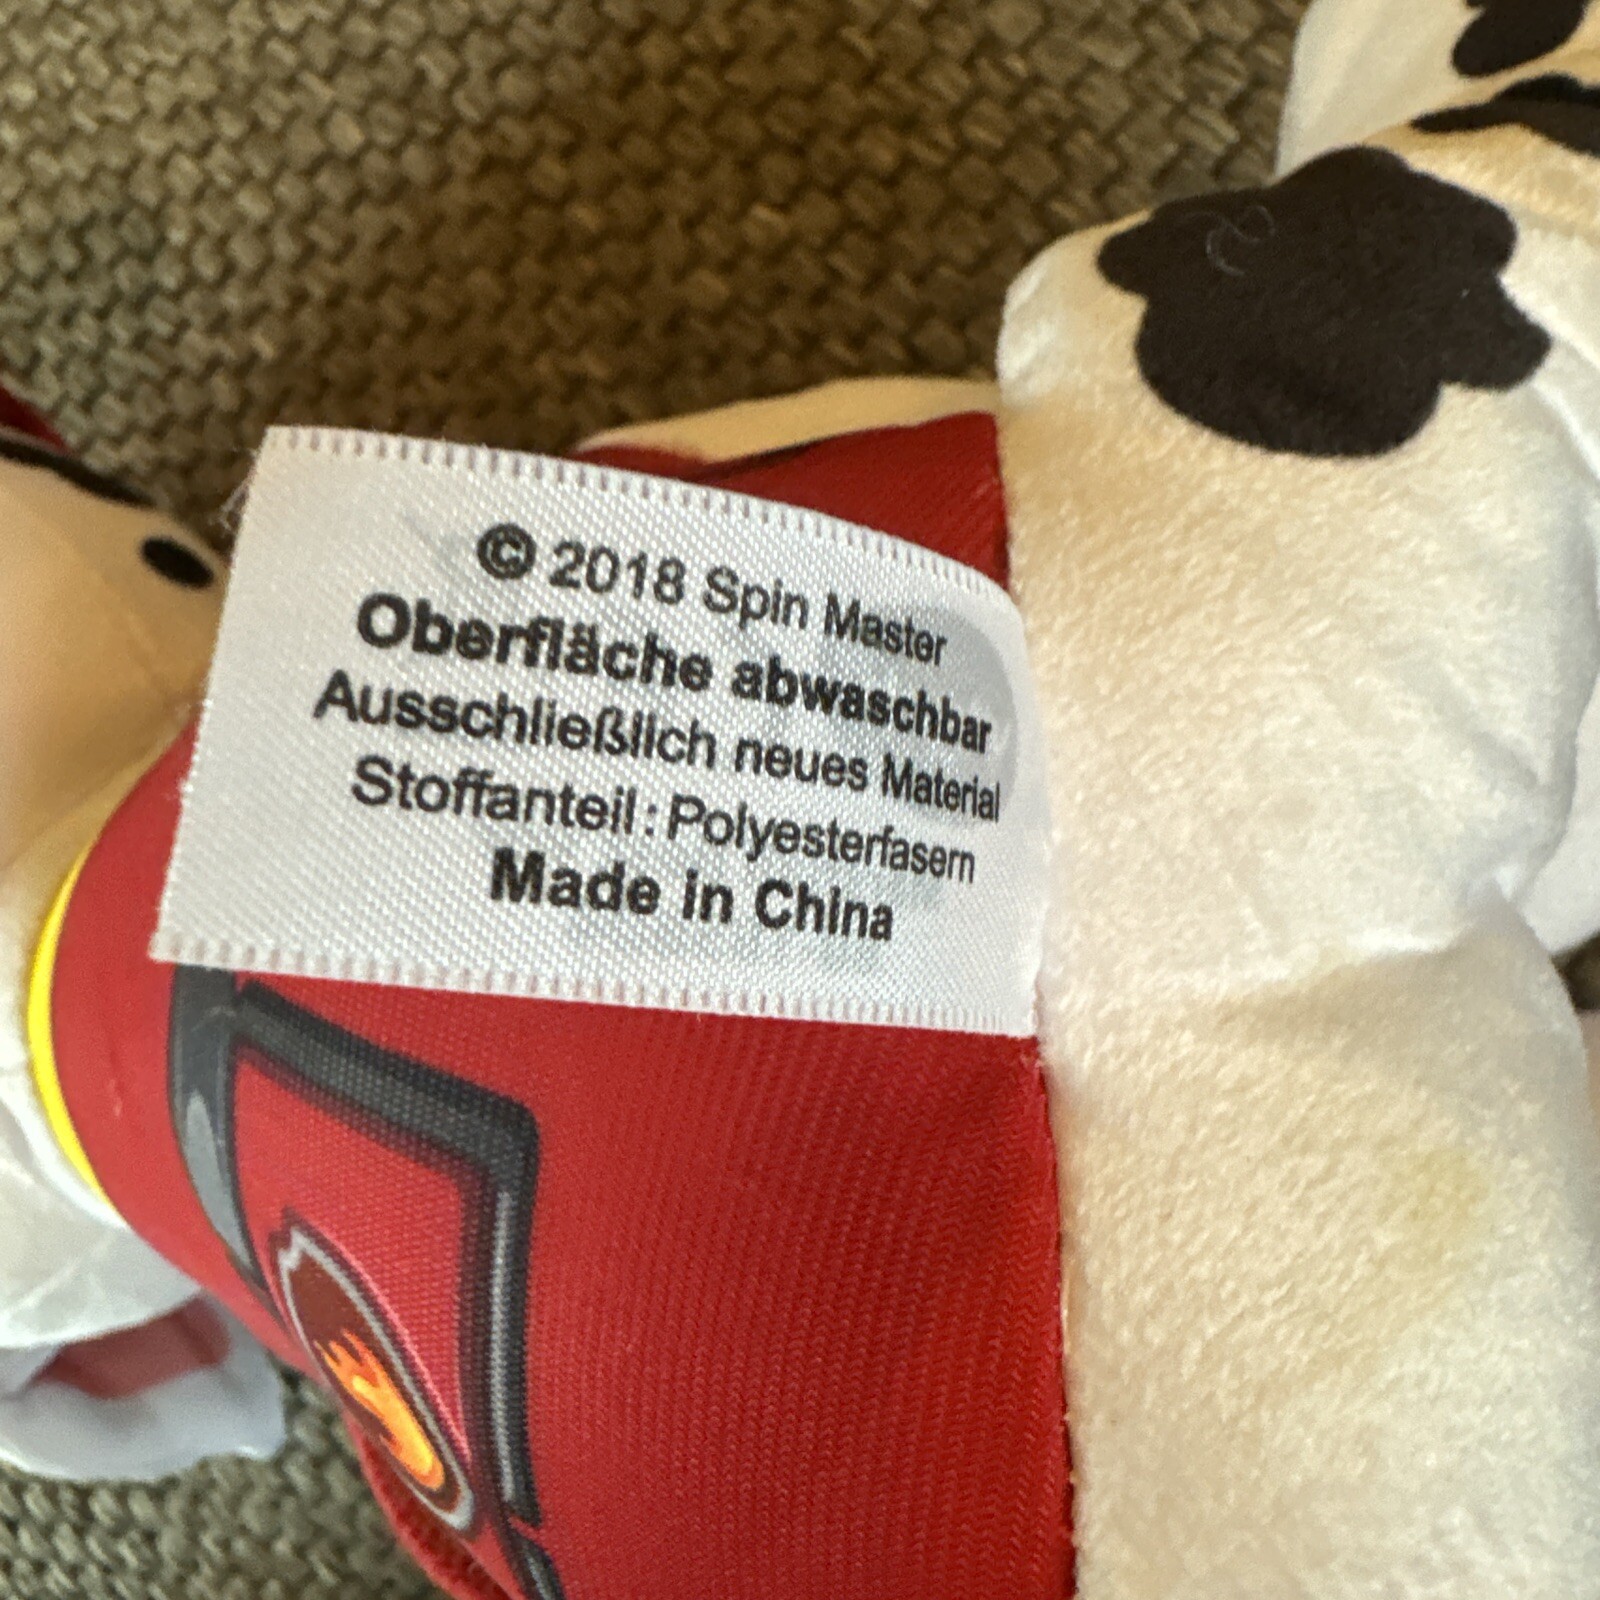 © 2018 Spin Master
Oberfläche abwaschbar
Ausschließlich neues Material
Stoffanteil: Polyesterfasern
Made in China